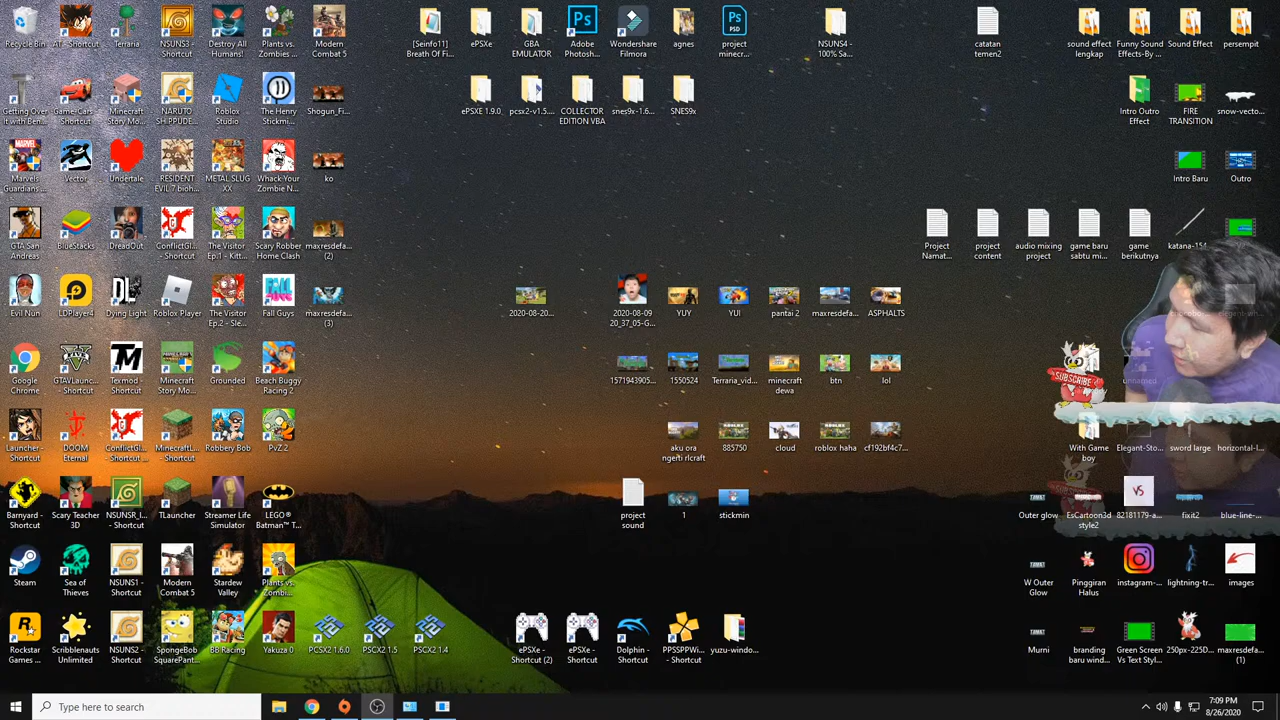 Recycle Bin
AT - Shortcut
Terraria
NSUNS3 - Shortcut
Destroy All Humans!
Plants vs. Zombies ...
Modern Combat 5
[Seinfo11] Breath Of Fi...
ePSXe
GBA EMULATOR
Adobe Photosh...
Wondershare Filmora
agnes
project minecr...
NSUNS4 - 100% Sa...
catatan temen2
sound effect lengkap
Funny Sound Effects-By ...
Sound Effect
persempit
Getting Over it with Ben...
Game-Cars - Shortcut
Minecraft Story Mo...
NARUTO SHIPPUDE...
Roblox Studio
The Henry Stickmi...
Shogun_Fi...
ePSXE 1.9.0
pcsx2-v1.5....
COLLECTOR EDITION VBA
snes9x-1.6...
SNES9x
Intro Outro Effect
FIRE TRANSITION
snow-vecto...
Marvels Guardians ...
Vector
Undertale
RESIDENT EVIL 7 bioh...
METAL SLUG XX
Whack Your Zombie N...
ko
Intro Baru
Outro
GTA San Andreas
BlueStacks
DreadOut
ConflictGl... - Shortcut
The Visitor Ep.1 - Kitt...
Scary Robber Home Clash
maxresdefa... (2)
Project Namat...
project content
audio mixing project
game baru sabtu mi...
game berikutnya
katana-154...
Evil Nun
LDPlayer4
Dying Light
Roblox Player
The Visitor Ep.2 - Sle...
Fall Guys
maxresdefa... (3)
2020-08-20...
2020-08-09 20_37_05-G...
YUY
YUI
pantai 2
maxresdefa...
ASPHALTS
Google Chrome
GTAVLaunc... - Shortcut
Texmod - Shortcut
Minecraft Story Mo...
Grounded
Beach Buggy Racing 2
1571943905...
1550524
Terraria_vid...
minecraft dewa
btn
lol
unnamed
SUBSCRIBE
Launcher - Shortcut
DOOM Eternal
ConflictGl... - Shortcut ...
MinecraftL... - Shortcut
Robbery Bob
PvZ 2
aku ora ngerti rlcraft
885750
cloud
roblox haha
cf192bf4c7...
With Game boy
Elegant-Sto...
sword large
horizontal-l...
Barnyard - Shortcut
Scary Teacher 3D
NSUNSR_l... - Shortcut
TLauncher
Streamer Life Simulator
LEGO® Batman™ T...
project sound
1
stickmin
Outer glow
EsCartoon3d style2
VS
82181179-a...
fixit2
blue-line-...
Steam
Sea of Thieves
NSUNS1 - Shortcut
Modern Combat 5
Stardew Valley
Plants vs. Zombi...
W Outer Glow
Pinggiran Halus
instagram-...
lightning-tr...
images
Rockstar Games ...
Scribblenauts Unlimited
NSUNS2 - Shortcut
SpongeBob SquarePant...
BB Racing
Yakuza 0
PCSX2 1.6.0
PCSX2 1.5
PCSX2 1.4
ePSXe - Shortcut (2)
ePSXe - Shortcut
Dolphin - Shortcut
PPSSPPWi... - Shortcut
yuzu-windo...
Murni
branding baru wind...
Green Screen Vs Text Styl...
250px-225D...
maxresdefa... (1)
Type here to search
7:09 PM
8/26/2020